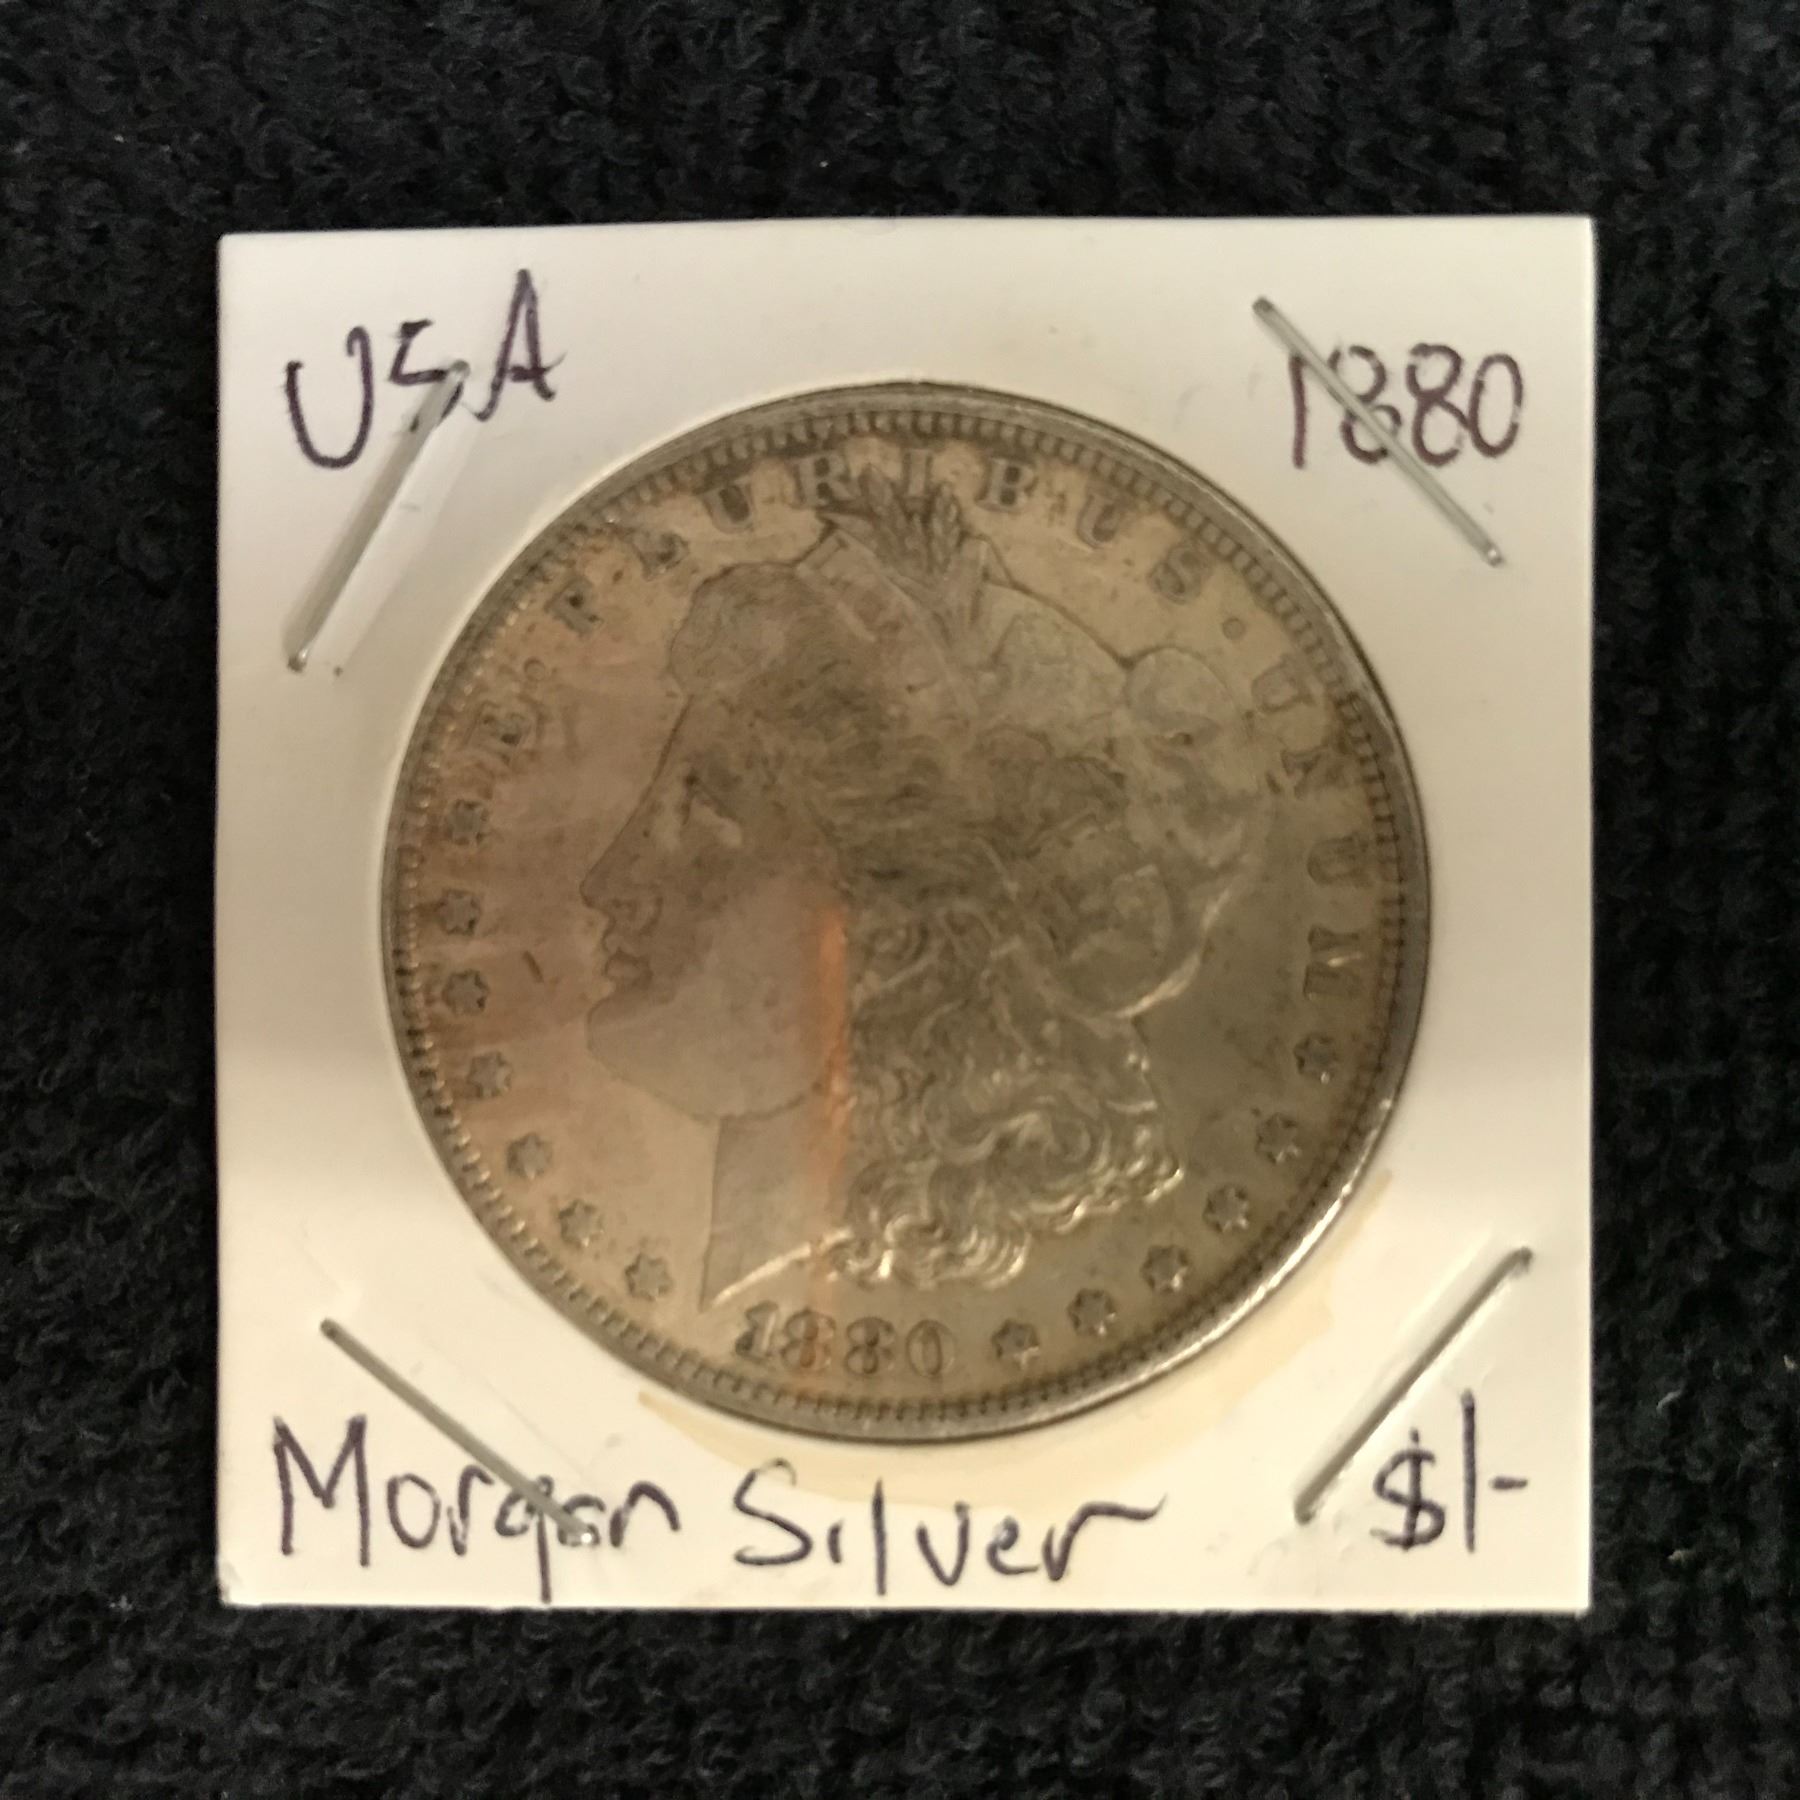 USA
1880
E·PLURIBUS·UNUM
1880
Morgan Silver
$1-